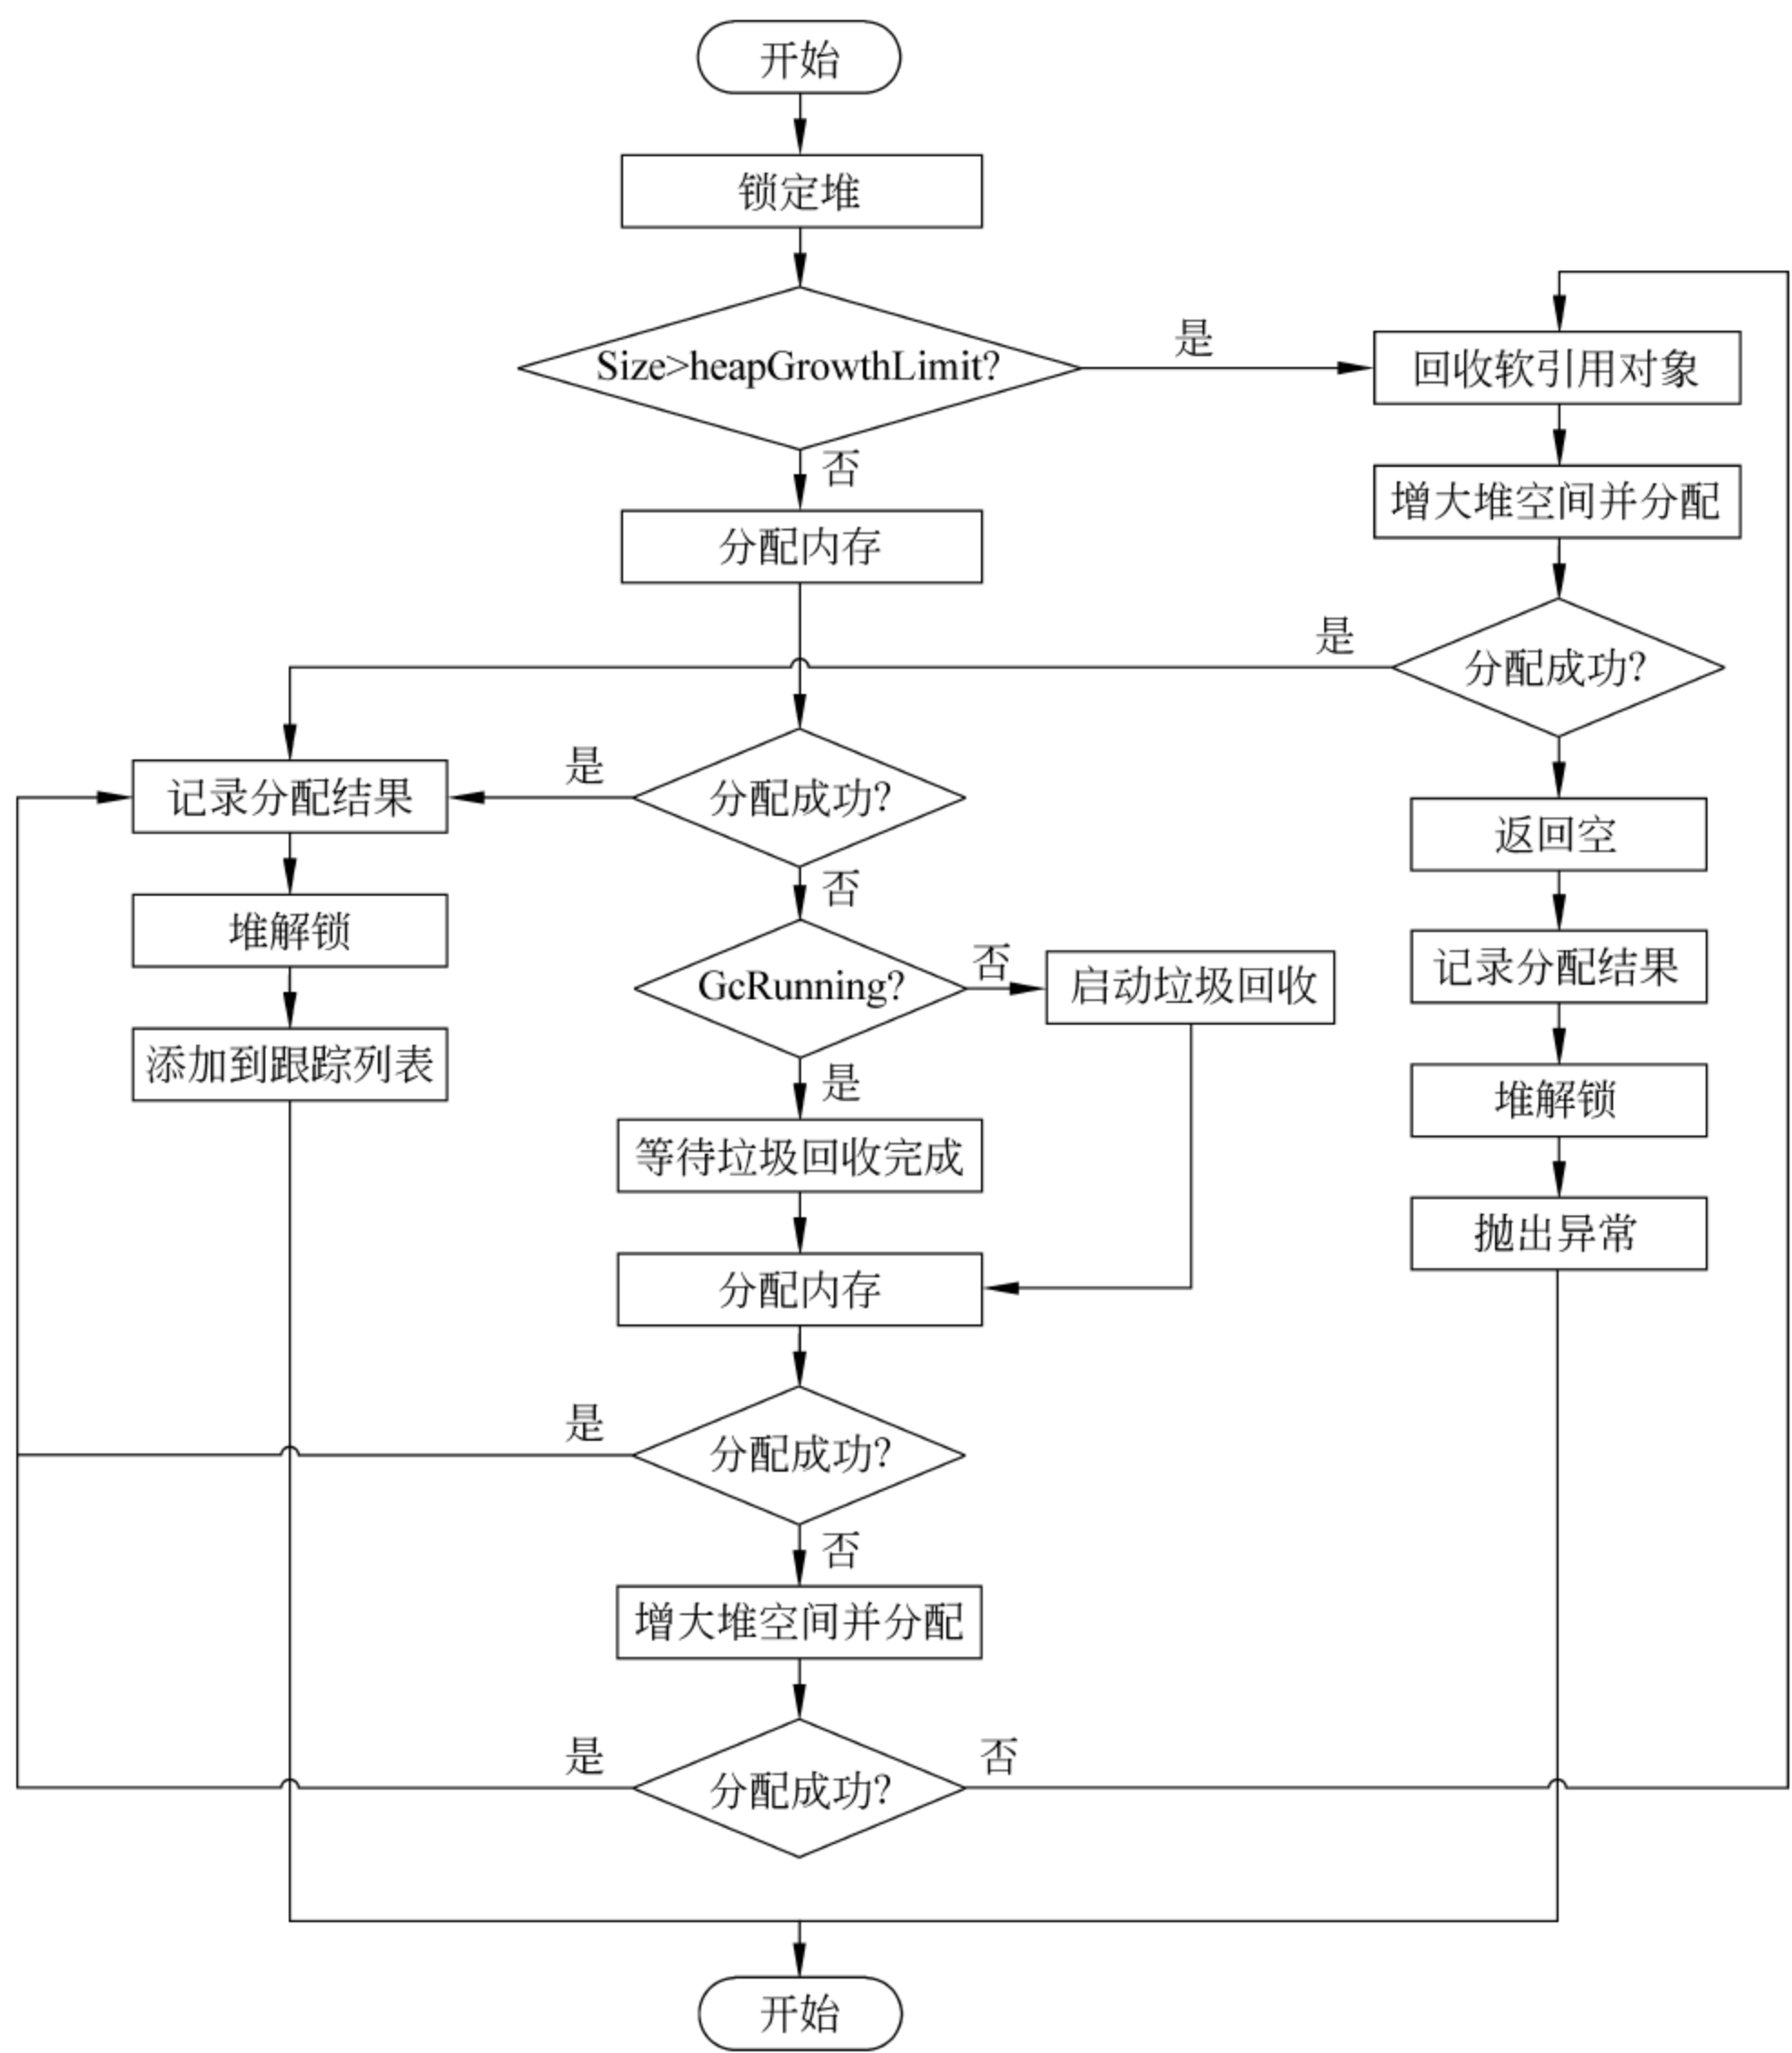 开始
锁定堆
Size>heapGrowthLimit?
是
回收软引用对象
否
增大堆空间并分配
分配内存
是
分配成功?
记录分配结果
是
分配成功?
返回空
否
堆解锁
GcRunning?
否
启动垃圾回收
记录分配结果
添加到跟踪列表
是
堆解锁
等待垃圾回收完成
抛出异常
分配内存
是
分配成功?
否
增大堆空间并分配
是
分配成功?
否
开始